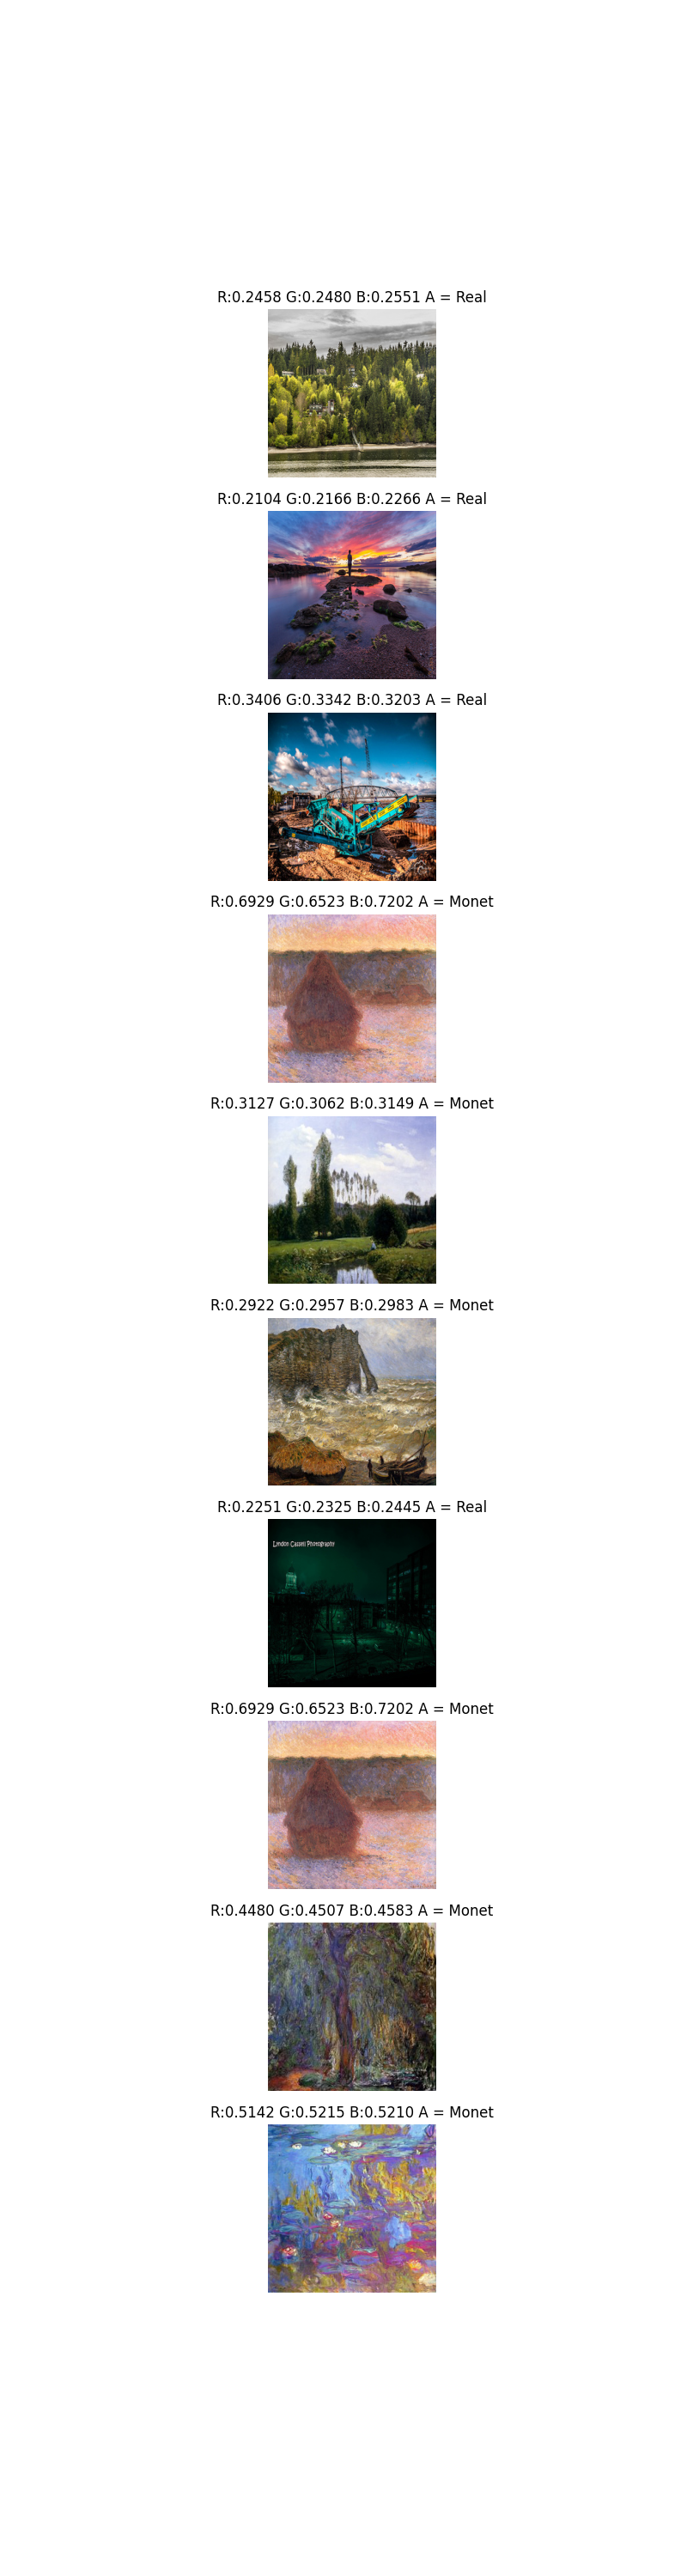 R:0.2458 G:0.2480 B:0.2551 A = Real
R:0.2104 G:0.2166 B:0.2266 A = Real
R:0.3406 G:0.3342 B:0.3203 A = Real
R:0.6929 G:0.6523 B:0.7202 A = Monet
R:0.3127 G:0.3062 B:0.3149 A = Monet
R:0.2922 G:0.2957 B:0.2983 A = Monet
R:0.2251 G:0.2325 B:0.2445 A = Real
R:0.6929 G:0.6523 B:0.7202 A = Monet
R:0.4480 G:0.4507 B:0.4583 A = Monet
R:0.5142 G:0.5215 B:0.5210 A = Monet